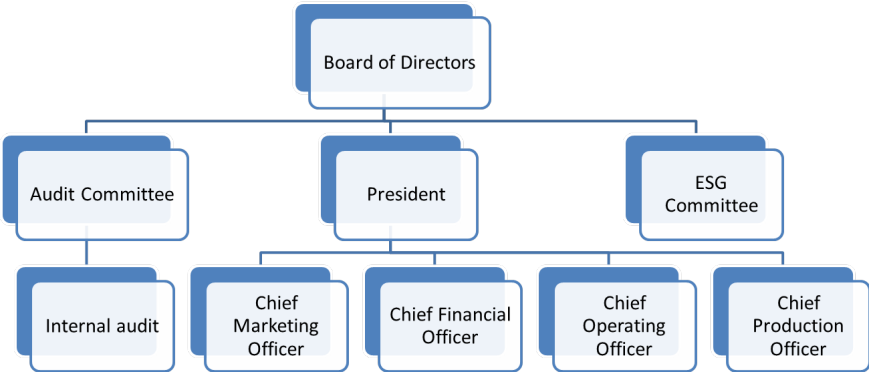 Board of Directors
Audit Committee
President
ESG
Committee
Internal audit
Chief
Marketing
Officer
Chief Financial
Officer
Chief
Operating
Officer
Chief
Production
Officer